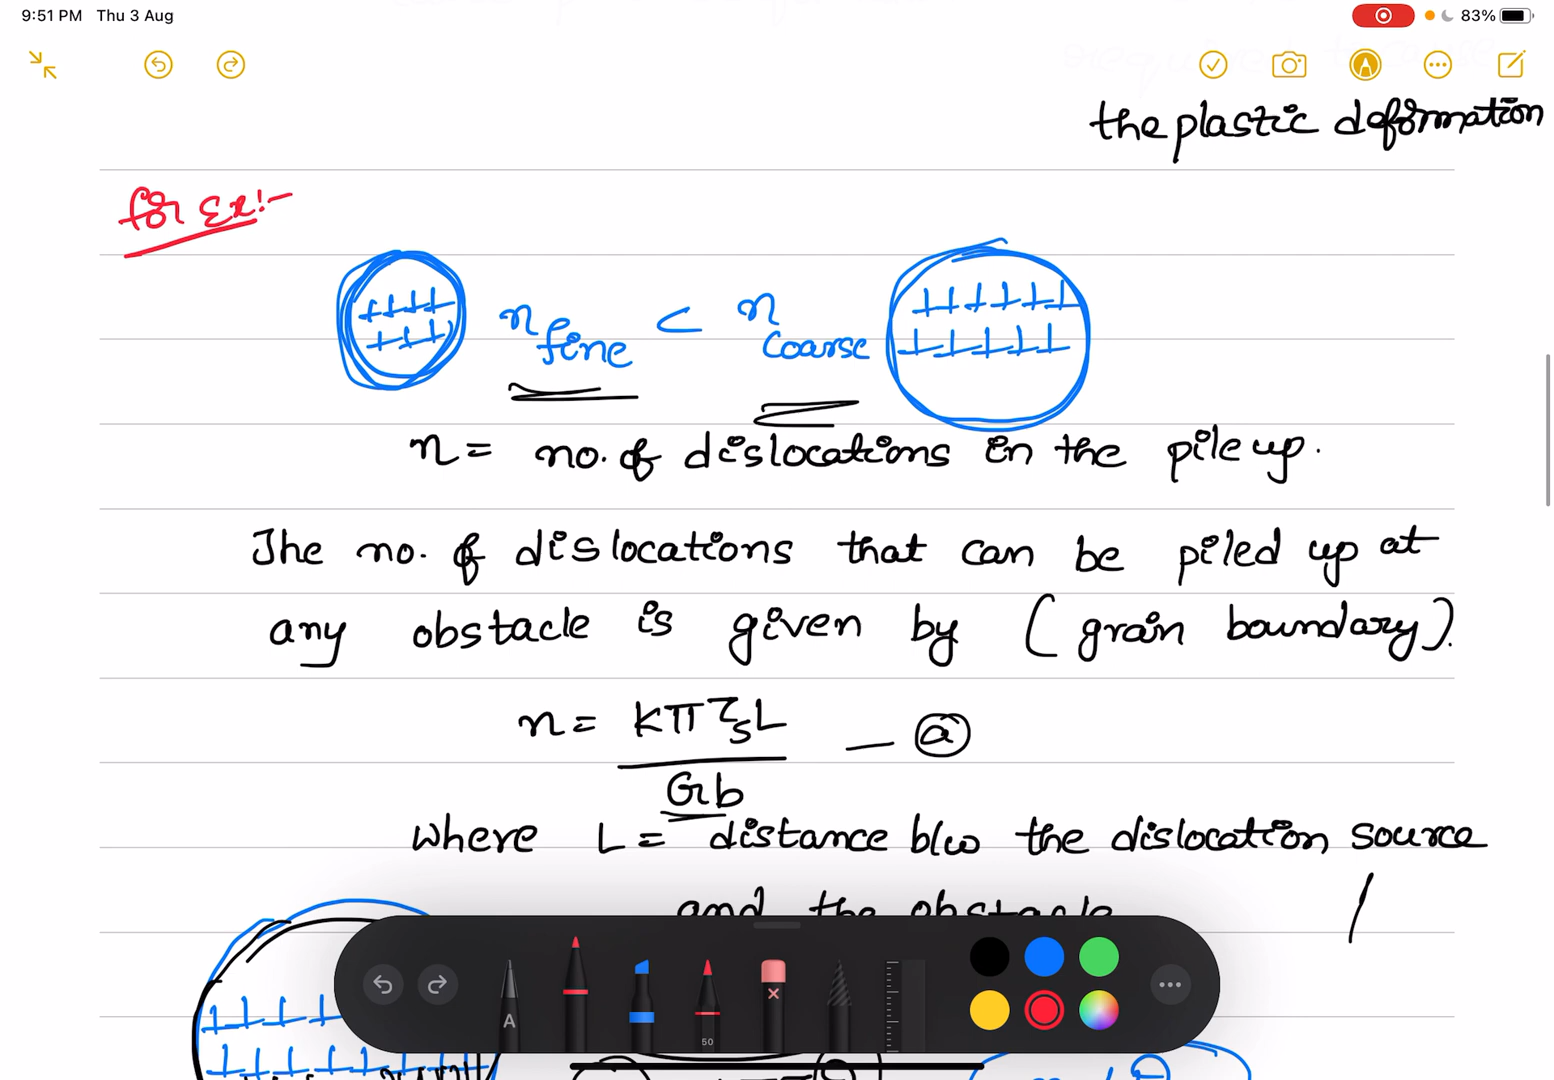 9:51 PM Thu 3 Aug
83%
the plastic deformation
for Ex:-
n fine < n coarse
n = no. of dislocations in the pile up.
The no. of dislocations that can be piled up at
any obstacle is given by (grain boundary).
n = kπτsL — ⓐ
Gb
where L = distance b/w the dislocation source
and the obstacle
A
50